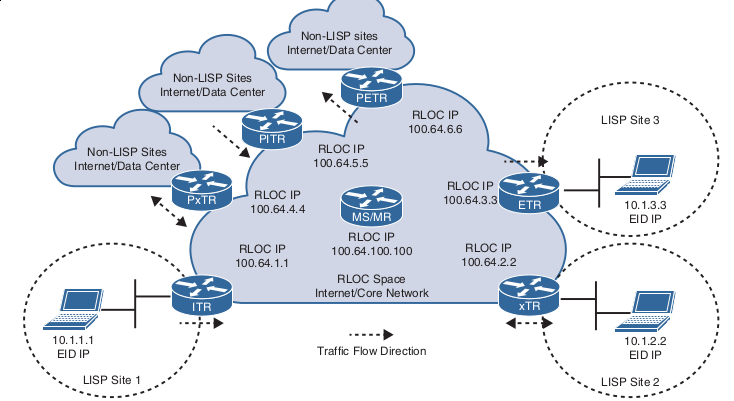 Non-LISP sites
Internet/Data Center
PETR
Non-LISP Sites
Internet/Data Center
PITR
Non-LISP Sites
Internet/Data Center
PxTR
RLOC IP
100.64.6.6
RLOC IP
100.64.5.5
RLOC IP
100.64.4.4
MS/MR
RLOC IP
100.64.100.100
RLOC IP
100.64.3.3
ETR
LISP Site 3
10.1.3.3
EID IP
RLOC IP
100.64.1.1
RLOC IP
100.64.2.2
RLOC Space
Internet/Core Network
ITR
10.1.1.1
EID IP
LISP Site 1
xTR
10.1.2.2
EID IP
LISP Site 2
Traffic Flow Direction